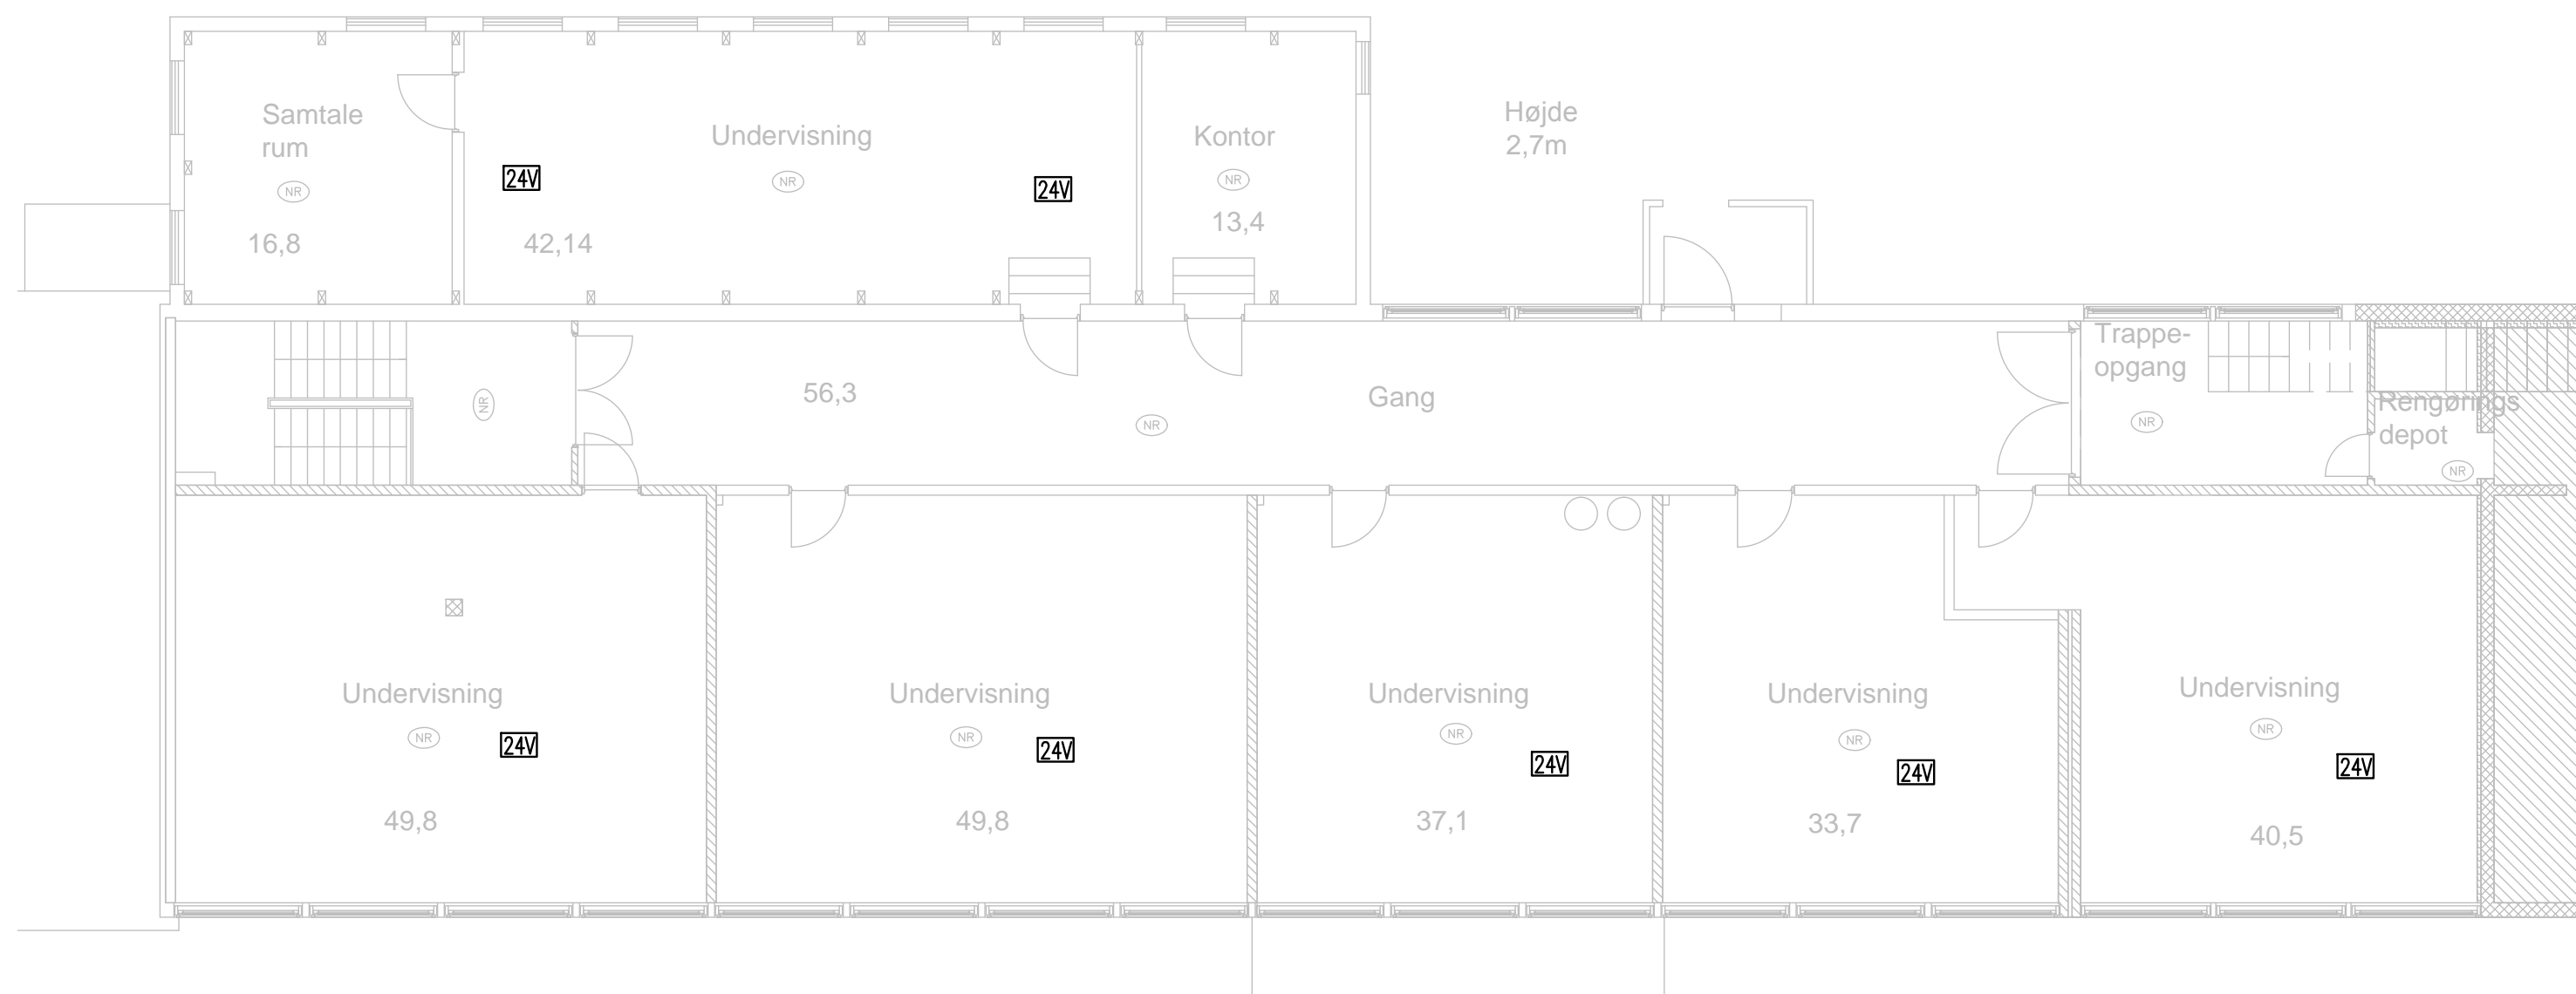 Samtale
rum
NR
16,8
Undervisning
24V
NR
24V
42,14
Kontor
NR
13,4
Højde
2,7m
NR
56,3
NR
Gang
Trappe-
opgang
NR
Rengørings
depot
NR
Undervisning
NR
24V
49,8
Undervisning
NR
24V
49,8
Undervisning
NR
24V
37,1
Undervisning
NR
24V
33,7
Undervisning
NR
24V
40,5